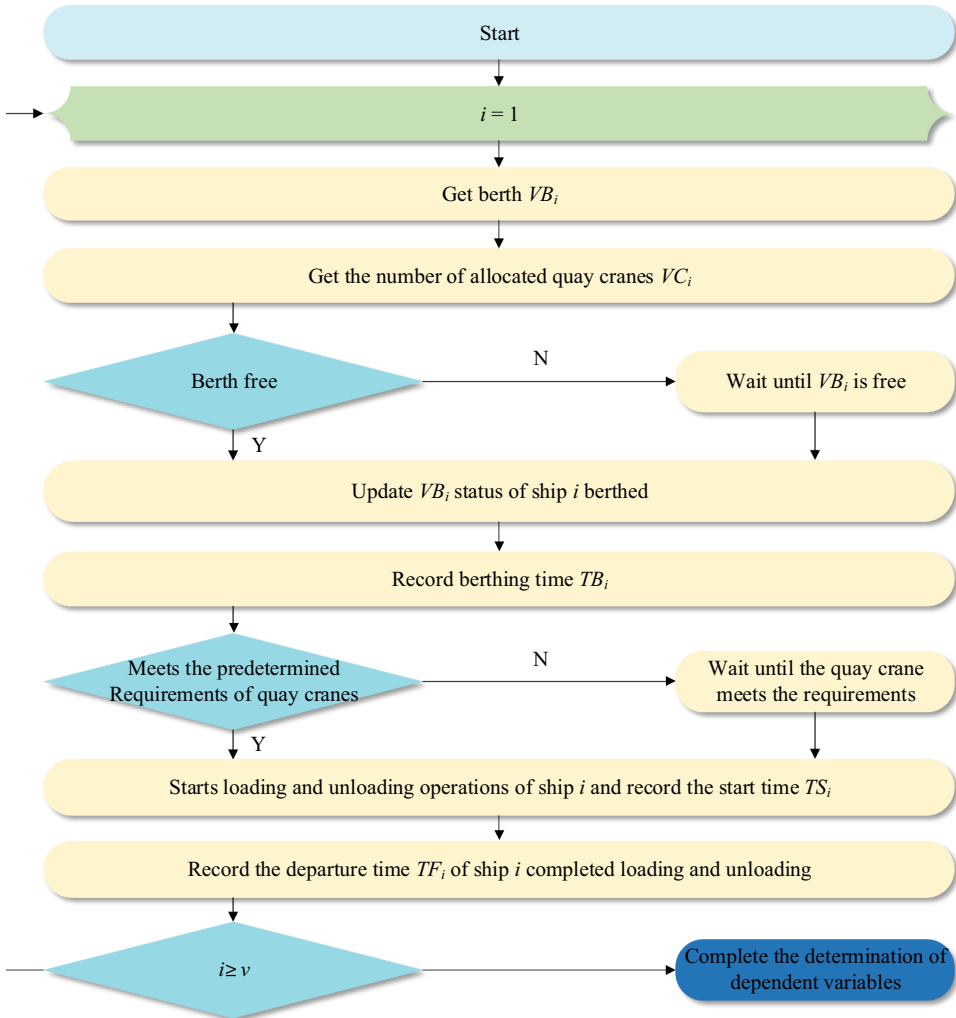 Start
i = 1
Get berth VBi
Get the number of allocated quay cranes VCi
Berth free
N
Wait until VBi is free
Y
Update VBi status of ship i berthed
Record berthing time TBi
Meets the predetermined
Requirements of quay cranes
N
Wait until the quay crane
meets the requirements
Y
Starts loading and unloading operations of ship i and record the start time TSi
Record the departure time TFi of ship i completed loading and unloading
i≥ v
Complete the determination of
dependent variables